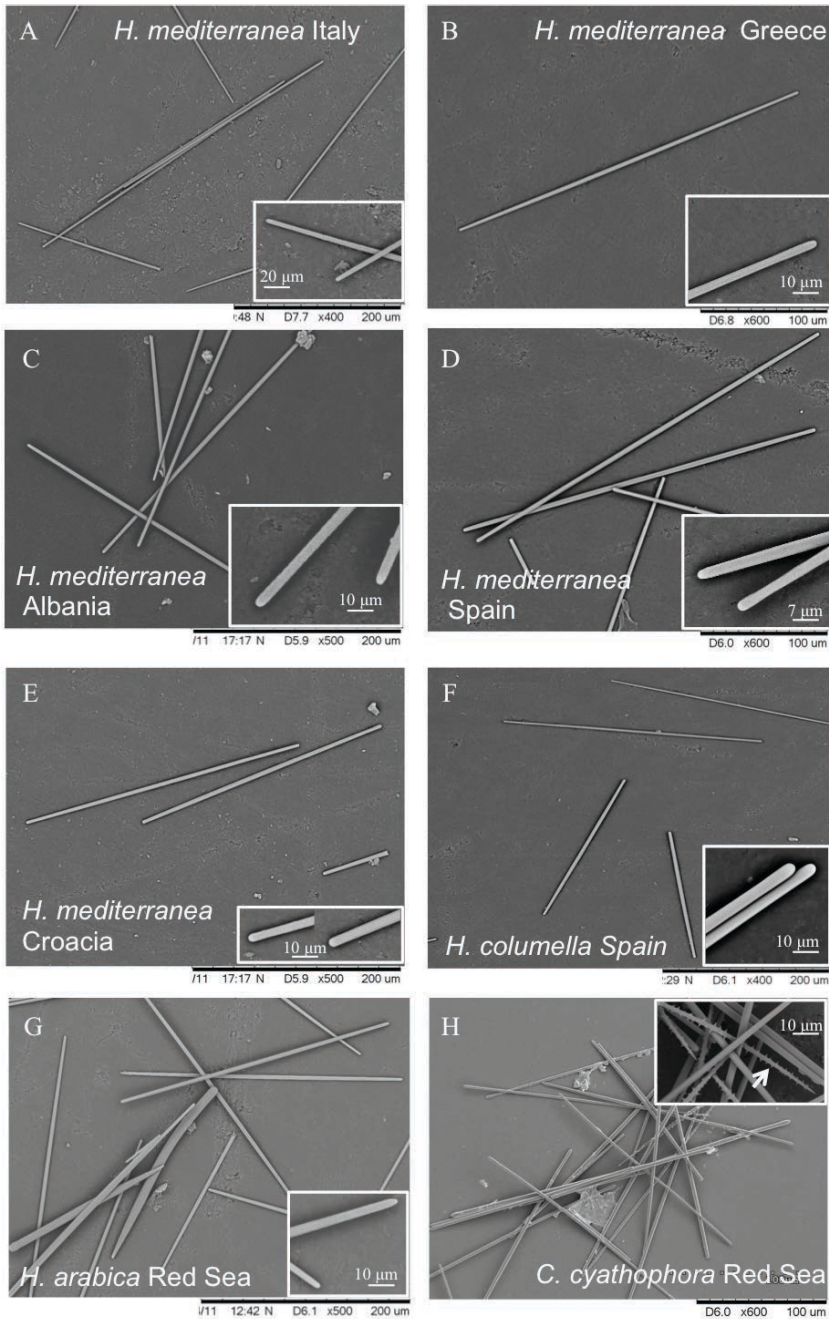 A
H. mediterranea Italy
20 µm
:48 N D7.7 x400 200 um
B
H. mediterranea Greece
10 µm
D6.8 x600 100 um
C
H. mediterranea
Albania
10 µm
/11 17:17 N D5.9 x500 200 um
D
H. mediterranea
Spain
7 µm
D6.0 x600 100 um
E
H. mediterranea
Croacia
10 µm
/11 17:17 N D5.9 x500 200 um
F
H. columella Spain
10 µm
:29 N D6.1 x400 200 um
G
H. arabica Red Sea
10 µm
/11 12:42 N D6.1 x500 200 um
H
10 µm
C. cyathophora Red Sea
D6.0 x600 100 um